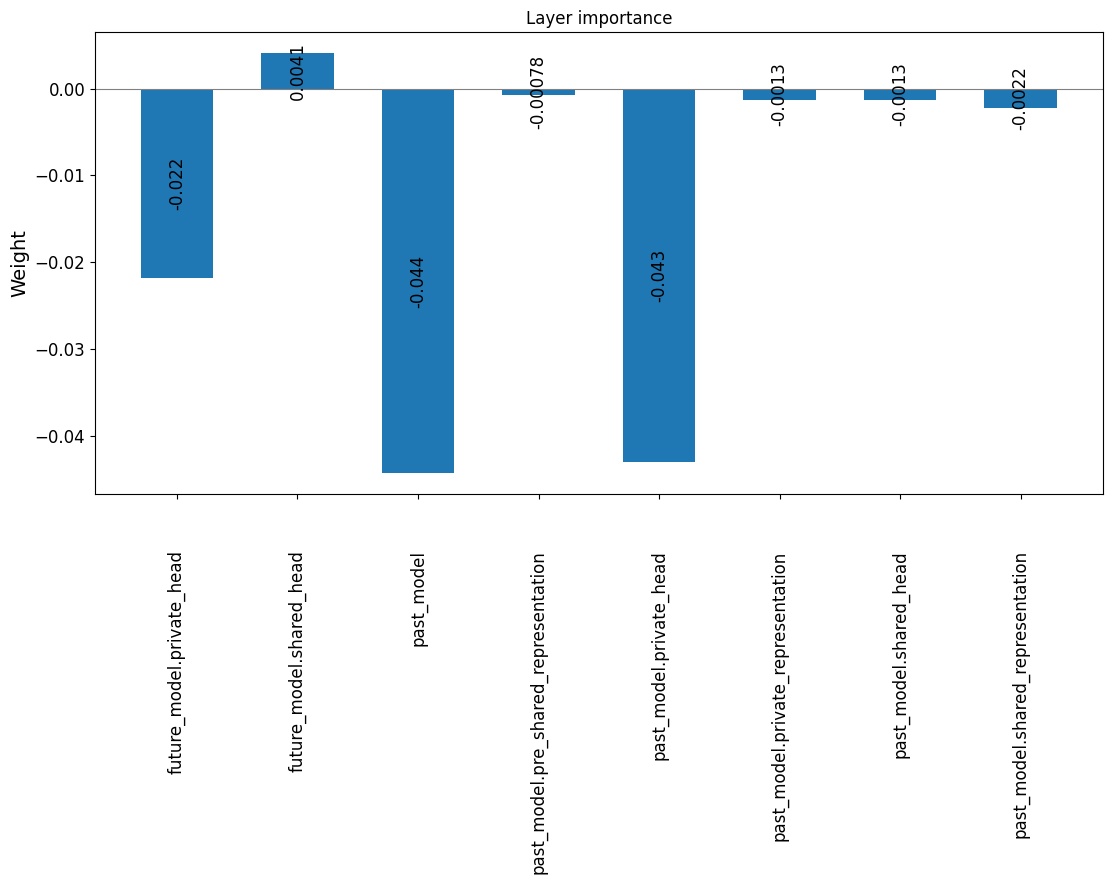 Layer importance
Weight
0.00
−0.01
−0.02
−0.03
−0.04
-0.022
0.0041
-0.044
-0.00078
-0.043
-0.0013
-0.0013
-0.0022
future_model.private_head
future_model.shared_head
past_model
past_model.pre_shared_representation
past_model.private_head
past_model.private_representation
past_model.shared_head
past_model.shared_representation